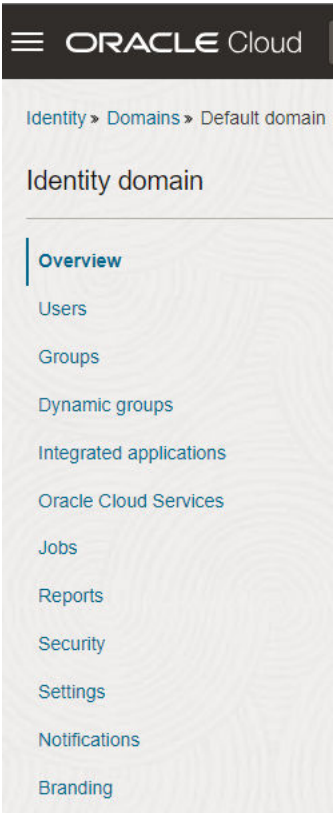 ORACLE Cloud
Identity » Domains » Default domain
Identity domain
Overview
Users
Groups
Dynamic groups
Integrated applications
Oracle Cloud Services
Jobs
Reports
Security
Settings
Notifications
Branding